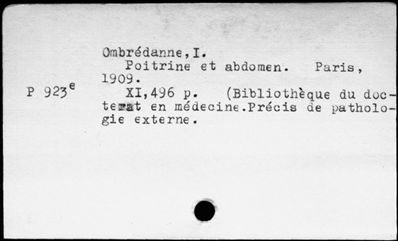 Ombrédanne,I.
Poitrine et abdomen. Paris,
1909.
P 923e XI,496 p. (Bibliothèque du doc-
torat en médecine.Précis de patholo-
gie externe.